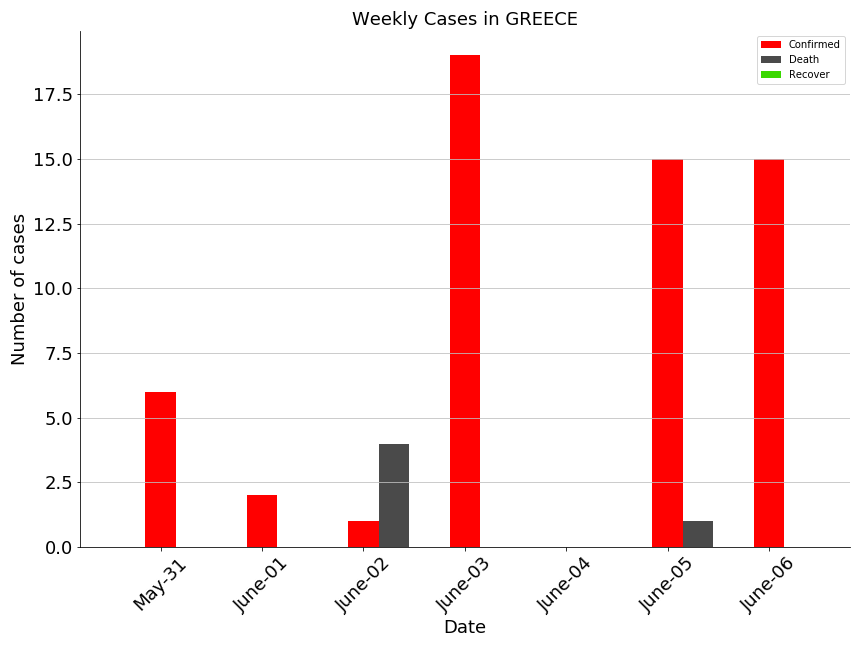 Weekly Cases in GREECE
Confirmed
Death
Recover
Number of cases
17.5
15.0
12.5
10.0
7.5
5.0
2.5
0.0
May-31
June-01
June-02
June-03
June-04
June-05
June-06
Date